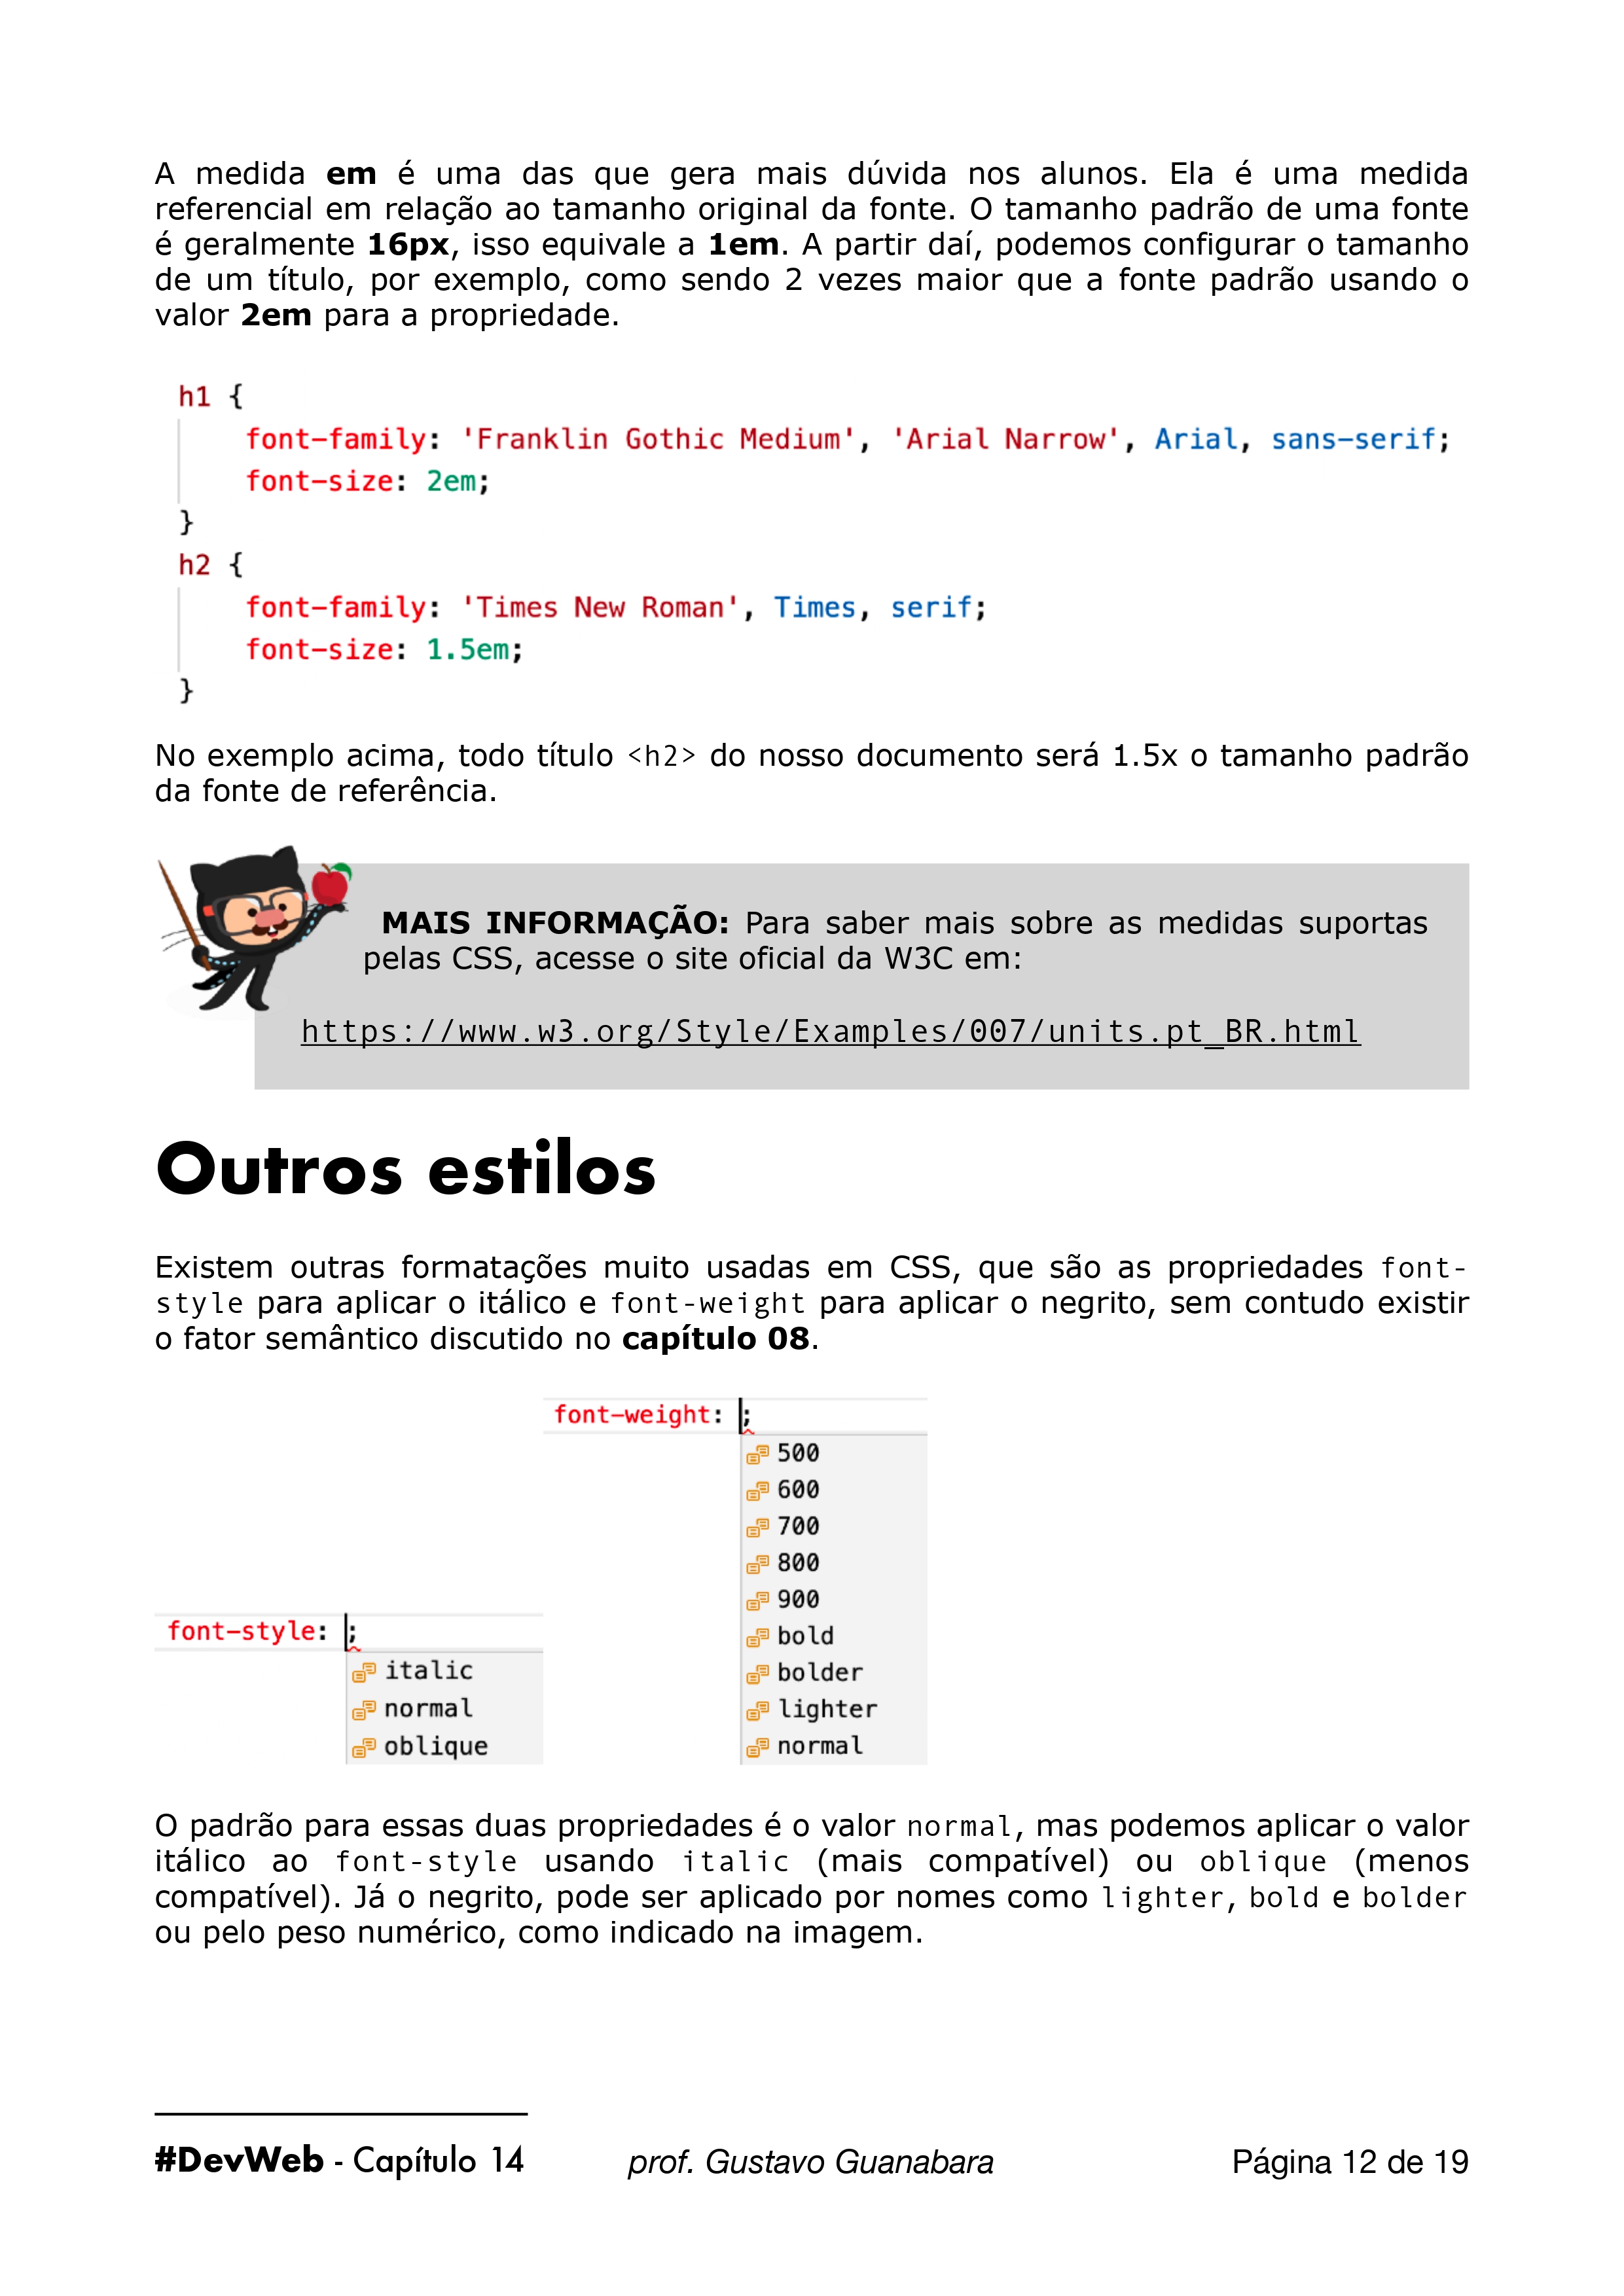 A medida em é uma das que gera mais dúvida nos alunos. Ela é uma medida
referencial em relação ao tamanho original da fonte. O tamanho padrão de uma fonte
é geralmente 16px, isso equivale a 1em. A partir daí, podemos configurar o tamanho
de um título, por exemplo, como sendo 2 vezes maior que a fonte padrão usando o
valor 2em para a propriedade.
h1 {
font-family: 'Franklin Gothic Medium', 'Arial Narrow', Arial, sans-serif;
font-size: 2em;
}
h2 {
font-family: 'Times New Roman', Times, serif;
font-size: 1.5em;
}
No exemplo acima, todo título <h2> do nosso documento será 1.5x o tamanho padrão
da fonte de referência.
MAIS INFORMAÇÃO: Para saber mais sobre as medidas suportas
pelas CSS, acesse o site oficial da W3C em:
https://www.w3.org/Style/Examples/007/units.pt_BR.html
Outros estilos
Existem outras formatações muito usadas em CSS, que são as propriedades font-
style para aplicar o itálico e font-weight para aplicar o negrito, sem contudo existir
o fator semântico discutido no capítulo 08.
font-style: ;
italic
normal
oblique
font-weight: ;
500
600
700
800
900
bold
bolder
lighter
normal
O padrão para essas duas propriedades é o valor normal, mas podemos aplicar o valor
itálico ao font-style usando italic (mais compatível) ou oblique (menos
compatível). Já o negrito, pode ser aplicado por nomes como lighter, bold e bolder
ou pelo peso numérico, como indicado na imagem.
#DevWeb - Capítulo 14 prof. Gustavo Guanabara Página 12 de 19